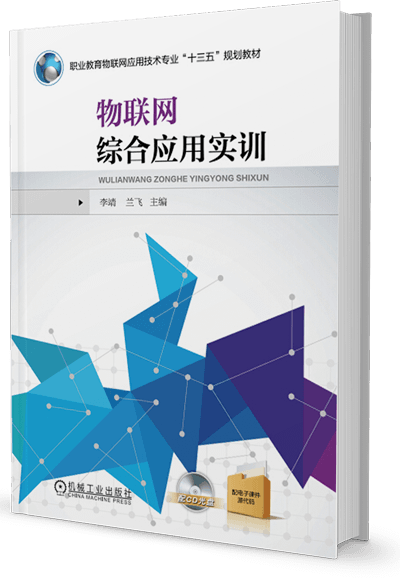 职业教育物联网应用技术专业“十三五”规划教材
物联网
综合应用实训
WULIANWANG ZONGHE YINGYONG SHIXUN
李靖 兰飞 主编
机械工业出版社
CHINA MACHINE PRESS
配CD光盘
配电子课件
源代码